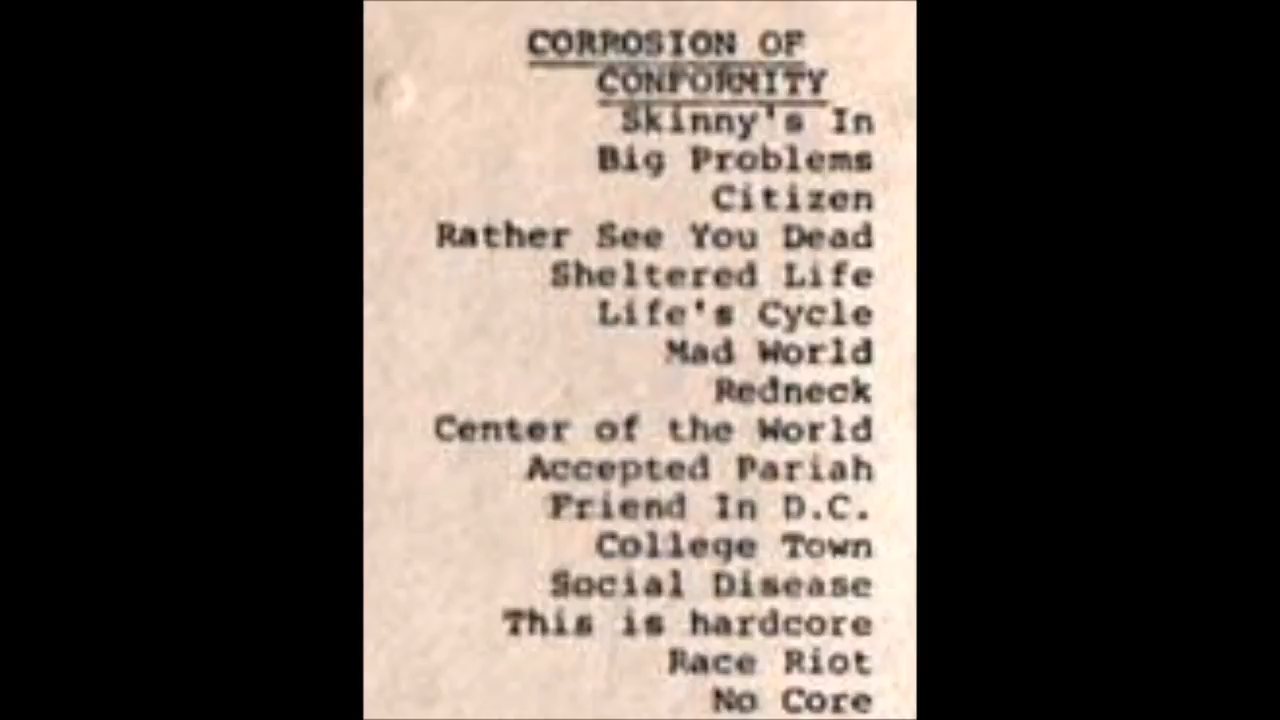 CORROSION OF
CONFORMITY
Skinny's In
Big Problems
Citizen
Rather See You Dead
Sheltered Life
Life's Cycle
Mad World
Redneck
Center of the World
Accepted Pariah
Friend In D.C.
College Town
Social Disease
This is hardcore
Race Riot
No Core